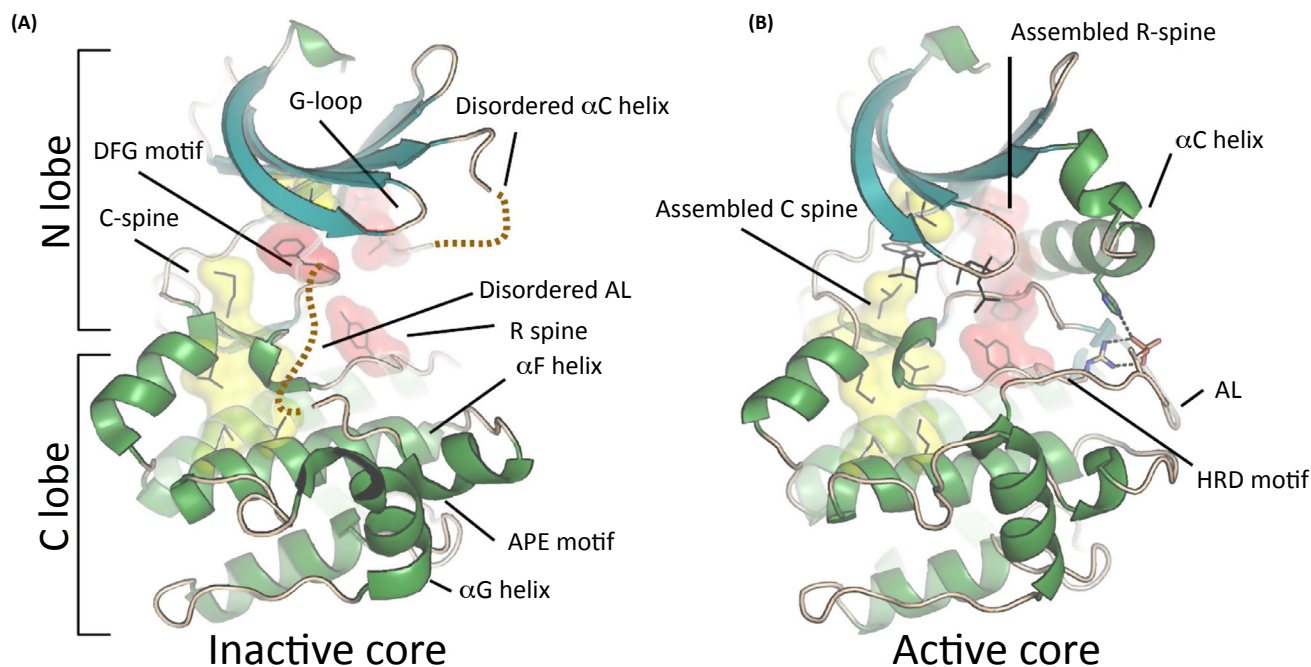 (A)
N lobe
C lobe
G-loop
Disordered αC helix
DFG motif
C-spine
Disordered AL
R spine
αF helix
APE motif
αG helix
Inactive core
(B)
Assembled R-spine
αC helix
Assembled C spine
AL
HRD motif
Active core